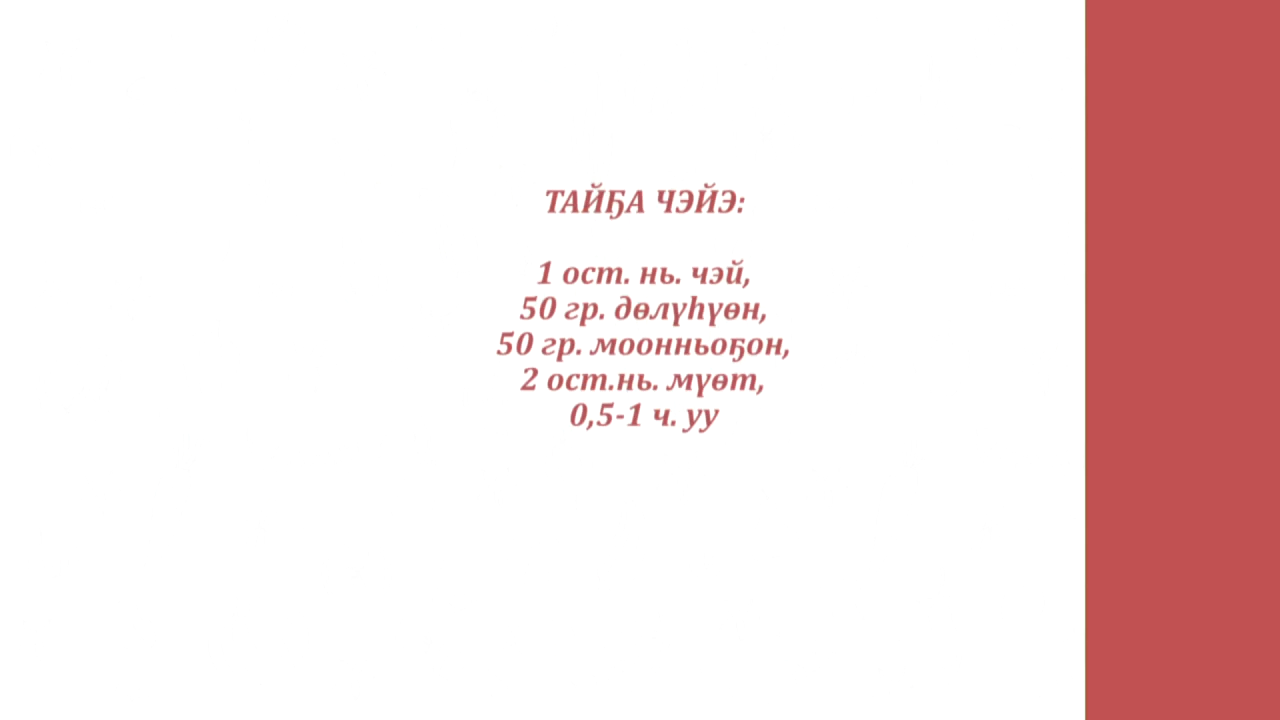 ТАЙҔА ЧЭЙЭ:
1 ост. нь. чэй,
50 гр. дөлүһүөн,
50 гр. моонньоҕон,
2 ост.нь. мүөт,
0,5-1 ч. уу